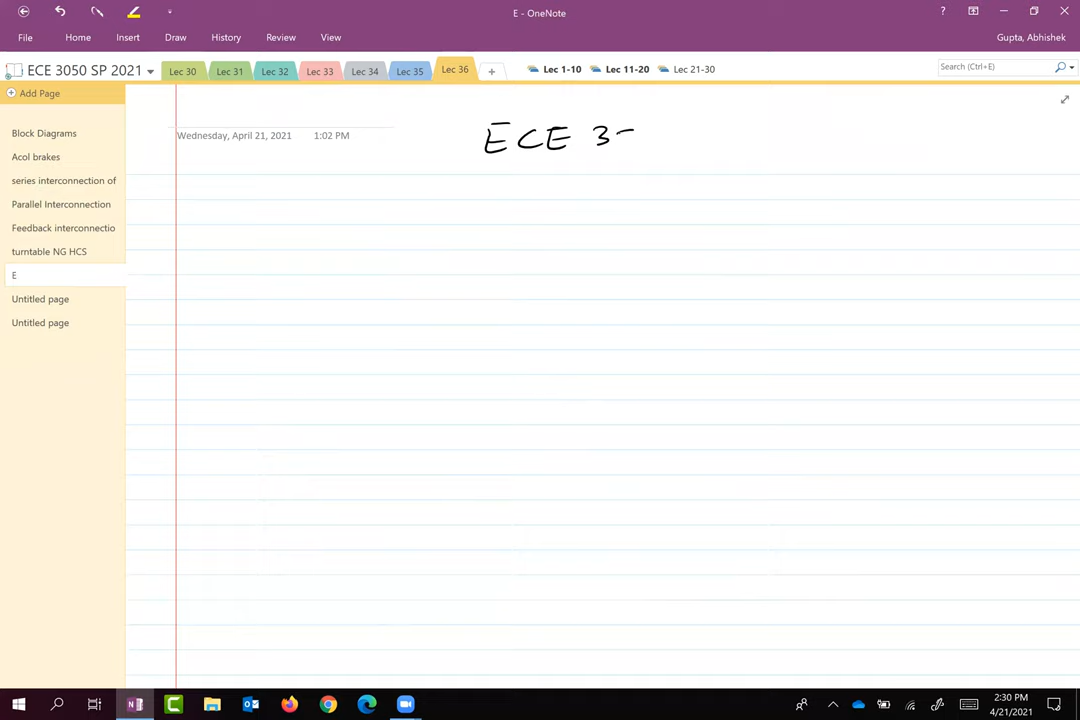 E - OneNote
?
File Home Insert Draw History Review View
Gupta, Abhishek
ECE 3050 SP 2021
Lec 30 Lec 31 Lec 32 Lec 33 Lec 34 Lec 35 Lec 36 +
Lec 1-10 Lec 11-20 Lec 21-30
Search (Ctrl+E)
Add Page
Block Diagrams
Acol brakes
series interconnection of
Parallel Interconnection
Feedback interconnectio
turntable NG HCS
E
Untitled page
Untitled page
Wednesday, April 21, 2021 1:02 PM
ECE 3
2:30 PM
4/21/2021